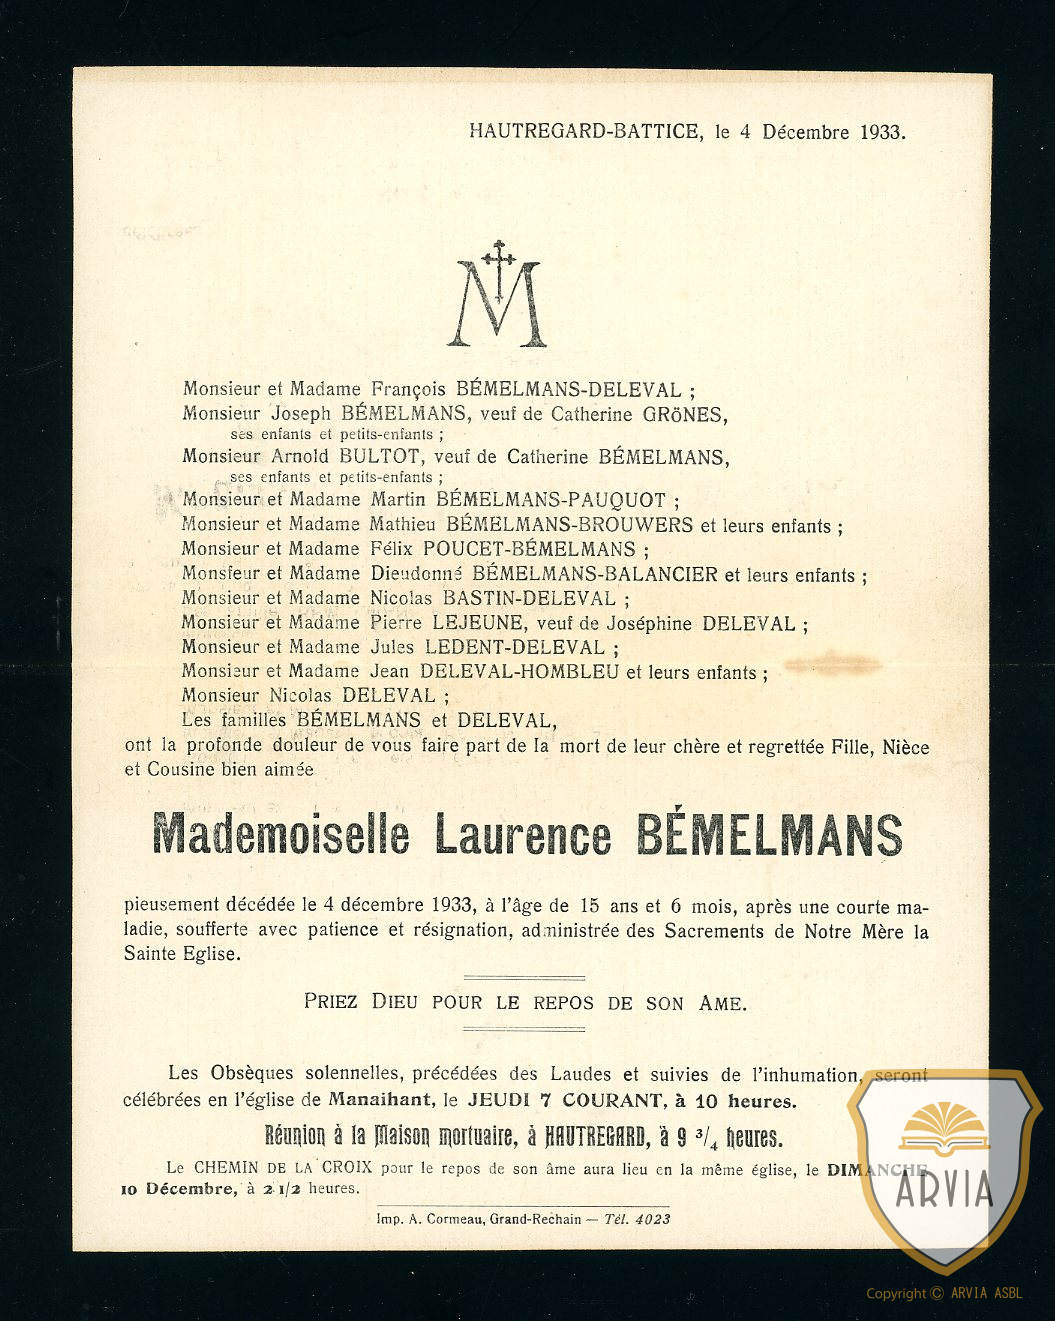 HAUTREGARD-BATTICE, le 4 Décembre 1933.
M
Monsieur et Madame François BÉMELMANS-DELEVAL ;
Monsieur Joseph BÉMELMANS, veuf de Catherine GRöNES,
ses enfants et petits-enfants ;
Monsieur Arnold BULTOT, veuf de Catherine BÉMELMANS,
ses enfants et petits-enfants ;
Monsieur et Madame Martin BÉMELMANS-PAUQUOT ;
Monsieur et Madame Mathieu BÉMELMANS-BROUWERS et leurs enfants ;
Monsieur et Madame Félix POUCET-BÉMELMANS ;
Monsieur et Madame Dieudonné BÉMELMANS-BALANCIER et leurs enfants ;
Monsieur et Madame Nicolas BASTIN-DELEVAL ;
Monsieur et Madame Pierre LEJEUNE, veuf de Joséphine DELEVAL ;
Monsieur et Madame Jules LEDENT-DELEVAL ;
Monsieur et Madame Jean DELEVAL-HOMBLEU et leurs enfants ;
Monsieur Nicolas DELEVAL ;
Les familles BÉMELMANS et DELEVAL,
ont la profonde douleur de vous faire part de la mort de leur chère et regrettée Fille, Nièce
et Cousine bien aimée
Mademoiselle Laurence BÉMELMANS
pieusement décédée le 4 décembre 1933, à l'âge de 15 ans et 6 mois, après une courte ma-
ladie, soufferte avec patience et résignation, administrée des Sacrements de Notre Mère la
Sainte Eglise.
PRIEZ DIEU POUR LE REPOS DE SON AME.
Les Obsèques solennelles, précédées des Laudes et suivies de l'inhumation, seront
célébrées en l'église de Manaihant, le JEUDI 7 COURANT, à 10 heures.
Réunion à la Maison mortuaire, à HAUTREGARD, à 9 3/4 heures.
Le CHEMIN DE LA CROIX pour le repos de son âme aura lieu en la même église, le DIMANCHE
10 Décembre, à 2 1/2 heures.
Imp. A. Cormeau, Grand-Rechain — Tél. 4023
ARVIA
Copyright © ARVIA ASBL